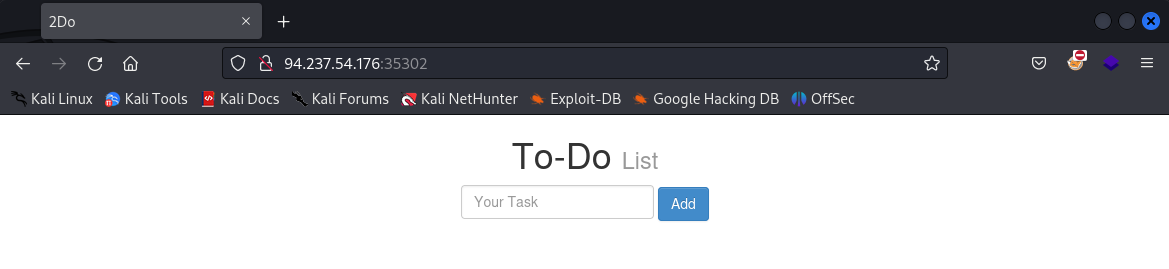 2Do
94.237.54.176:35302
Kali Linux Kali Tools Kali Docs Kali Forums Kali NetHunter Exploit-DB Google Hacking DB OffSec
To-Do List
Your Task Add